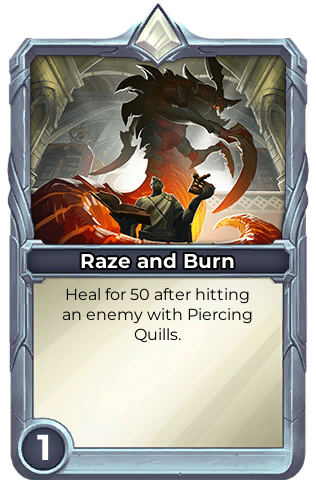 Raze and Burn
Heal for 50 after hitting
an enemy with Piercing
Quills.
1